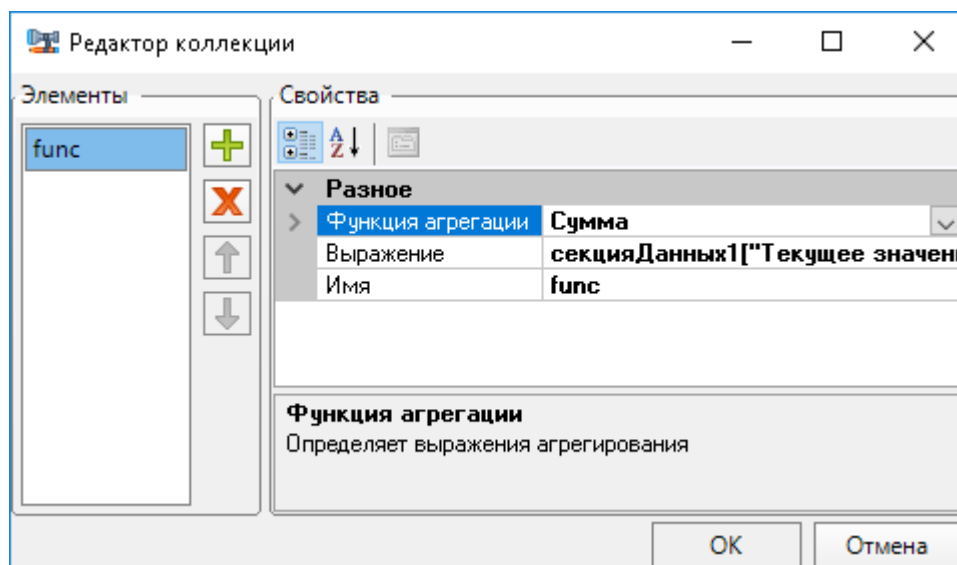 Редактор коллекции
Элементы
Свойства
func
Разное
Функция агрегации Сумма
Выражение секцияДанных1["Текущее значен
Имя func
Функция агрегации
Определяет выражения агрегирования
OK
Отмена